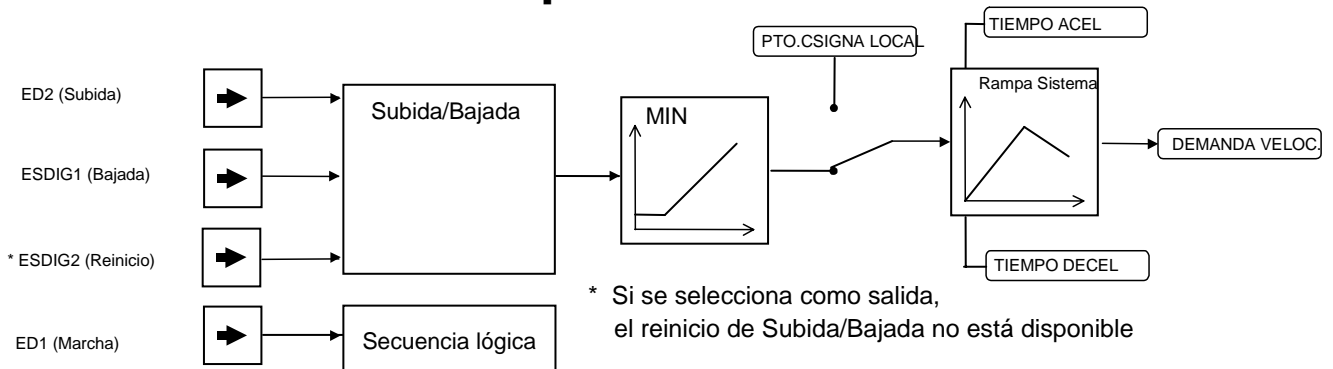 TIEMPO ACEL
PTO.CSIGNA LOCAL
ED2 (Subida)
Subida/Bajada
MIN
Rampa Sistema
DEMANDA VELOC.
ESDIG1 (Bajada)
* ESDIG2 (Reinicio)
TIEMPO DECEL
* Si se selecciona como salida,
el reinicio de Subida/Bajada no está disponible
ED1 (Marcha)
Secuencia lógica